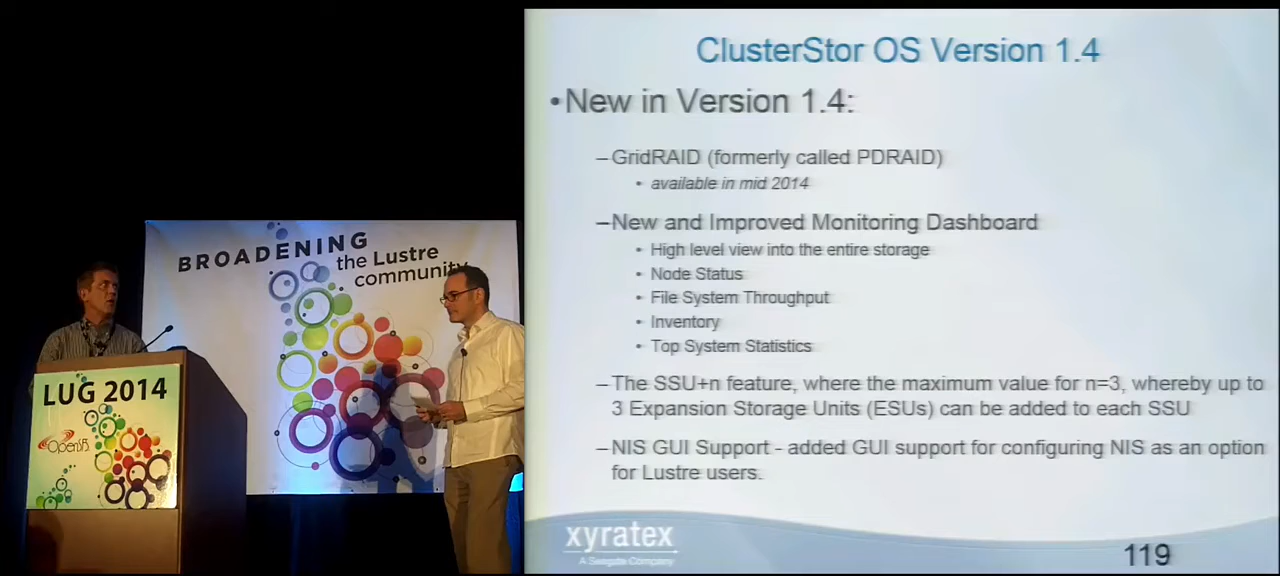 BROADENING
the Lustre
community
LUG 2014
OpenSFS
ClusterStor OS Version 1.4
•New in Version 1.4:
–GridRAID (formerly called PDRAID)
• available in mid 2014
–New and Improved Monitoring Dashboard
• High level view into the entire storage
• Node Status
• File System Throughput
• Inventory
• Top System Statistics
–The SSU+n feature, where the maximum value for n=3, whereby up to
3 Expansion Storage Units (ESUs) can be added to each SSU
–NIS GUI Support - added GUI support for configuring NIS as an option
for Lustre users.
xyratex
A Seagate Company
119